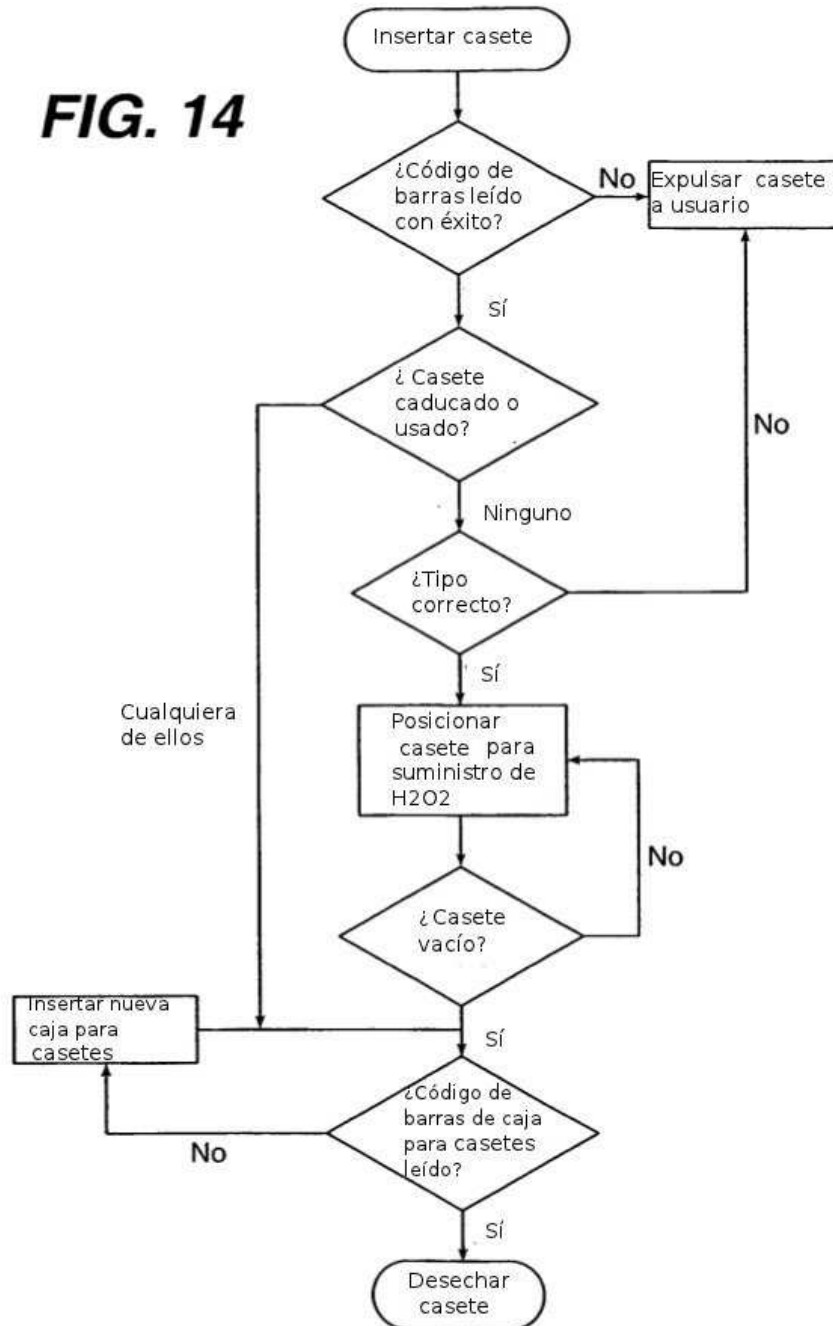 Insertar casete
FIG. 14
¿Código de
barras leído
con éxito?
No
Expulsar casete
a usuario
Sí
¿ Casete
caducado o
usado?
No
Ninguno
¿Tipo
correcto?
Sí
Cualquiera
de ellos
Posicionar
casete para
suministro de
H2O2
No
¿Casete
vacío?
Insertar nueva
caja para
casetes
Sí
¿Código de
barras de caja
para casetes
leído?
No
Sí
Desechar
casete